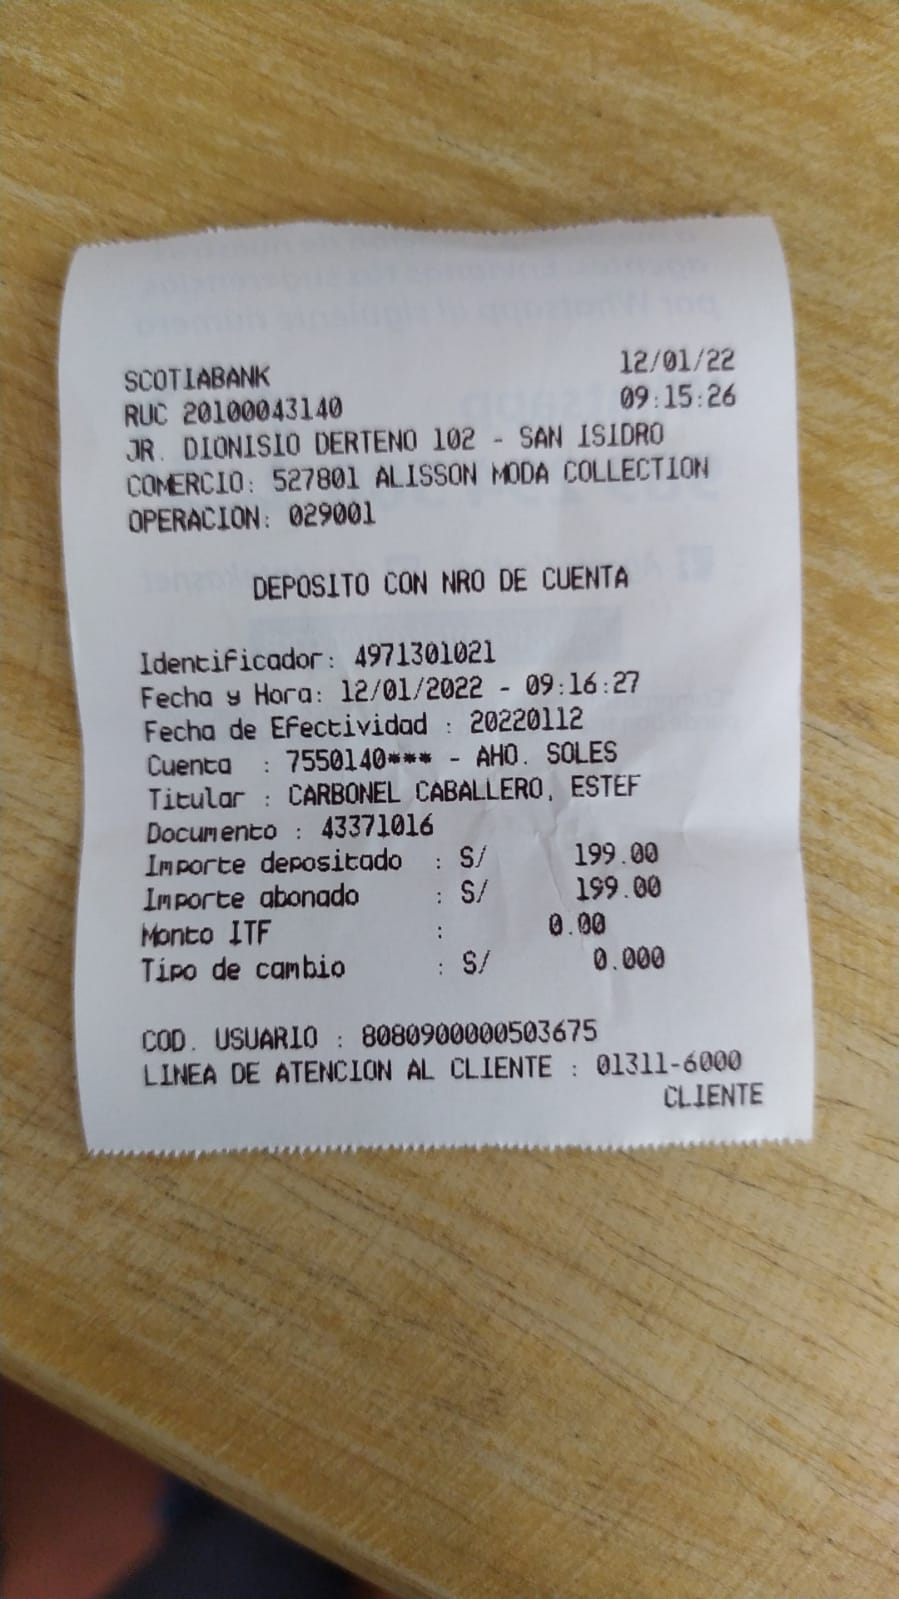 SCOTIABANK 12/01/22
RUC 20100043140 09:15:26
JR. DIONISIO DERTENO 102 - SAN ISIDRO
COMERCIO: 527801 ALISSON MODA COLLECTION
OPERACION: 029001
DEPOSITO CON NRO DE CUENTA
Identificador: 4971301021
Fecha y Hora: 12/01/2022 - 09:16:27
Fecha de Efectividad : 20220112
Cuenta : 7550140*** - AHO. SOLES
Titular : CARBONEL CABALLERO, ESTEF
Documento : 43371016
Importe depositado : S/ 199.00
Importe abonado : S/ 199.00
Monto ITF : 0.00
Tipo de cambio : S/ 0.000
COD. USUARIO : 8080900000503675
LINEA DE ATENCION AL CLIENTE : 01311-6000
CLIENTE